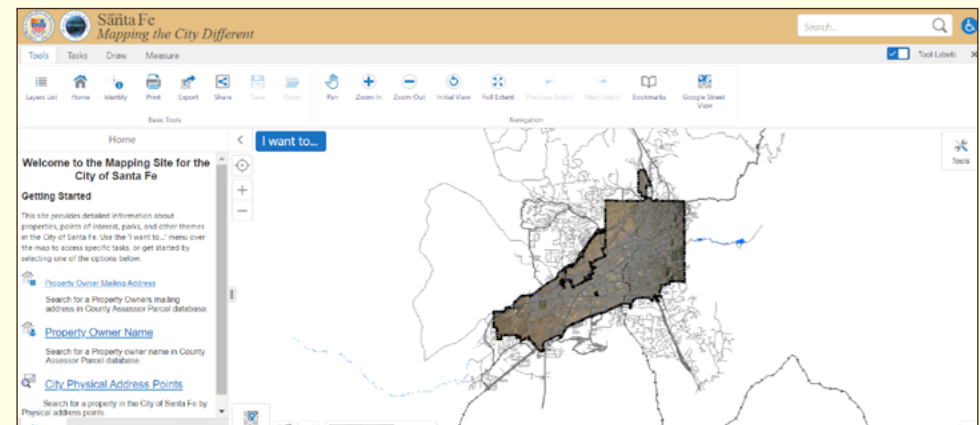 Santa Fe
Mapping the City Different
Search...
Tools Tasks Draw Measure
Tool Labels
Layers List Home Identify Print Export Share Save Open Pan Zoom In Zoom Out Initial View Full Extent Previous Extent Next Extent Bookmarks Google Street View
Basic Tools
Navigation
Home
I want to...
Tools
Welcome to the Mapping Site for the
City of Santa Fe
Getting Started
This site provides detailed information about
properties, points of interest, parks, and other themes
in the City of Santa Fe. Use the "I want to..." menu over
the map to access specific tasks, or get started by
selecting one of the options below.
Property Owner Mailing Address
Search for a Property Owners mailing
address in County Assessor Parcel database
Property Owner Name
Search for a Property owner name in County
Assessor Parcel database
City Physical Address Points
Search for a property in the City of Santa Fe by
Physical address points